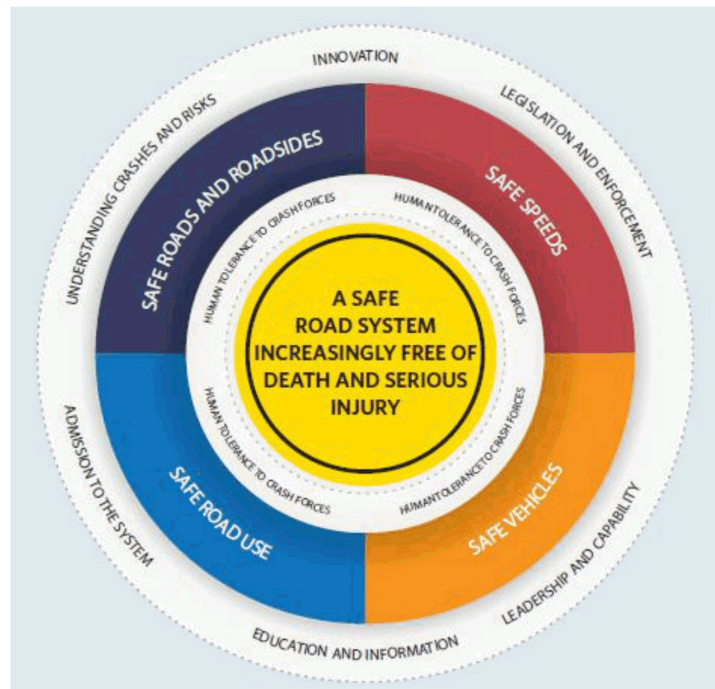 INNOVATION
LEGISLATION AND ENFORCEMENT
LEADERSHIP AND CAPABILITY
EDUCATION AND INFORMATION
ADMISSION TO THE SYSTEM
UNDERSTANDING CRASHES AND RISKS
SAFE ROADS AND ROADSIDES
SAFE SPEEDS
SAFE VEHICLES
SAFE ROAD USE
HUMAN TOLERANCE TO CRASH FORCES
HUMAN TOLERANCE TO CRASH FORCES
HUMAN TOLERANCE TO CRASH FORCES
HUMAN TOLERANCE TO CRASH FORCES
A SAFE
ROAD SYSTEM
INCREASINGLY FREE OF
DEATH AND SERIOUS
INJURY